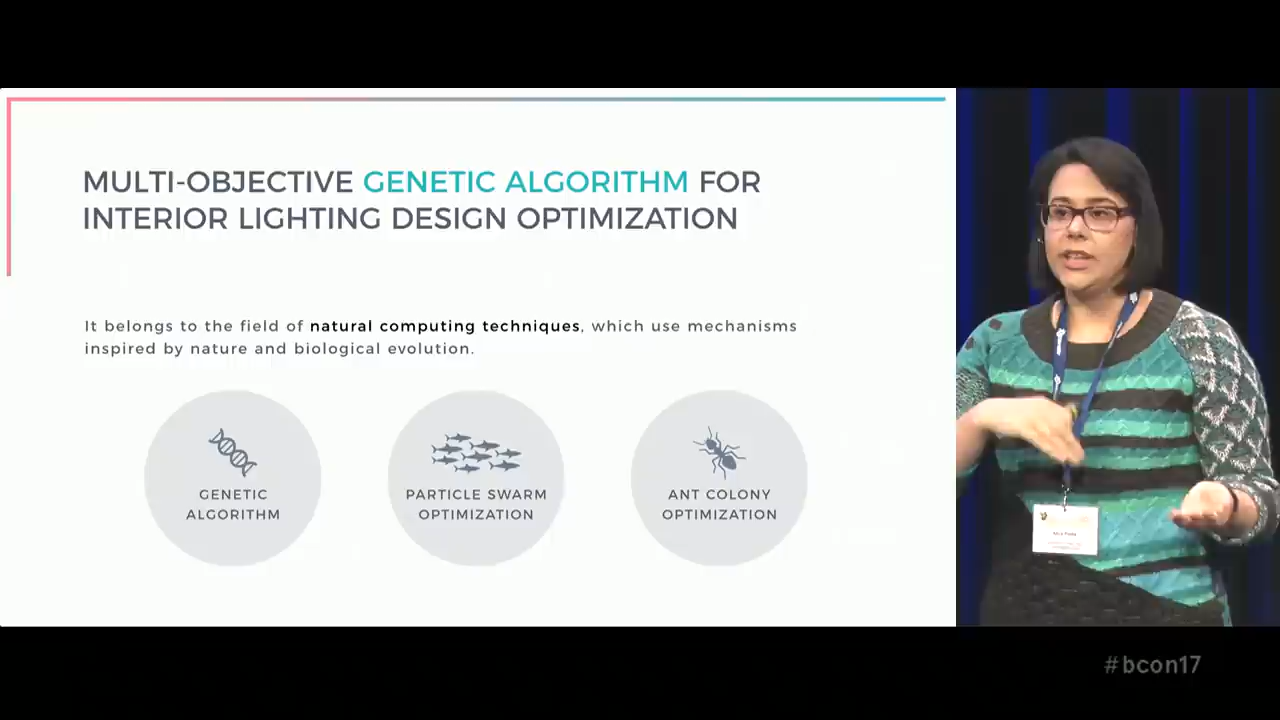 MULTI-OBJECTIVE GENETIC ALGORITHM FOR
INTERIOR LIGHTING DESIGN OPTIMIZATION
It belongs to the field of natural computing techniques, which use mechanisms
inspired by nature and biological evolution.
GENETIC
ALGORITHM
PARTICLE SWARM
OPTIMIZATION
ANT COLONY
OPTIMIZATION
#bcon17